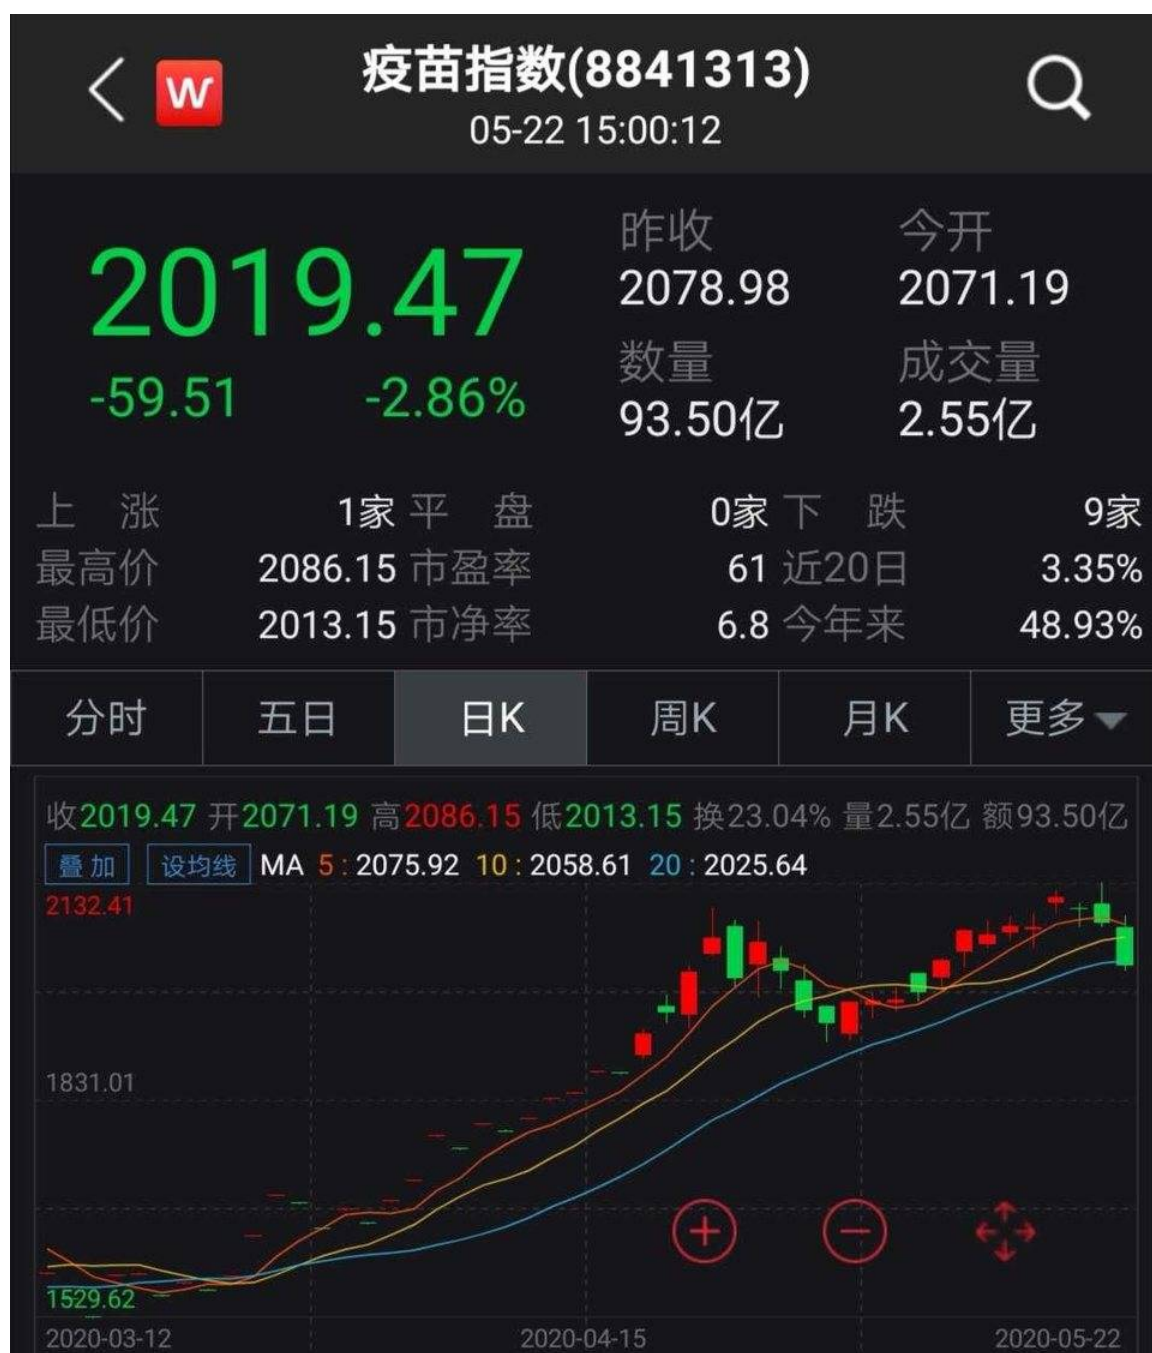 W
疫苗指数(8841313)
05-22 15:00:12
昨收 今开
2019.47 2078.98 2071.19
数量 成交量
-59.51 -2.86% 93.50亿 2.55亿
上 涨 1家 平 盘 0家 下 跌 9家
最高价 2086.15 市盈率 61 近20日 3.35%
最低价 2013.15 市净率 6.8 今年来 48.93%
分时 五日 日K 周K 月K 更多
收2019.47 开2071.19 高2086.15 低2013.15 换23.04% 量2.55亿 额93.50亿
叠加 设均线 MA 5:2075.92 10:2058.61 20:2025.64
2132.41
1831.01
1529.62
2020-03-12 2020-04-15 2020-05-22